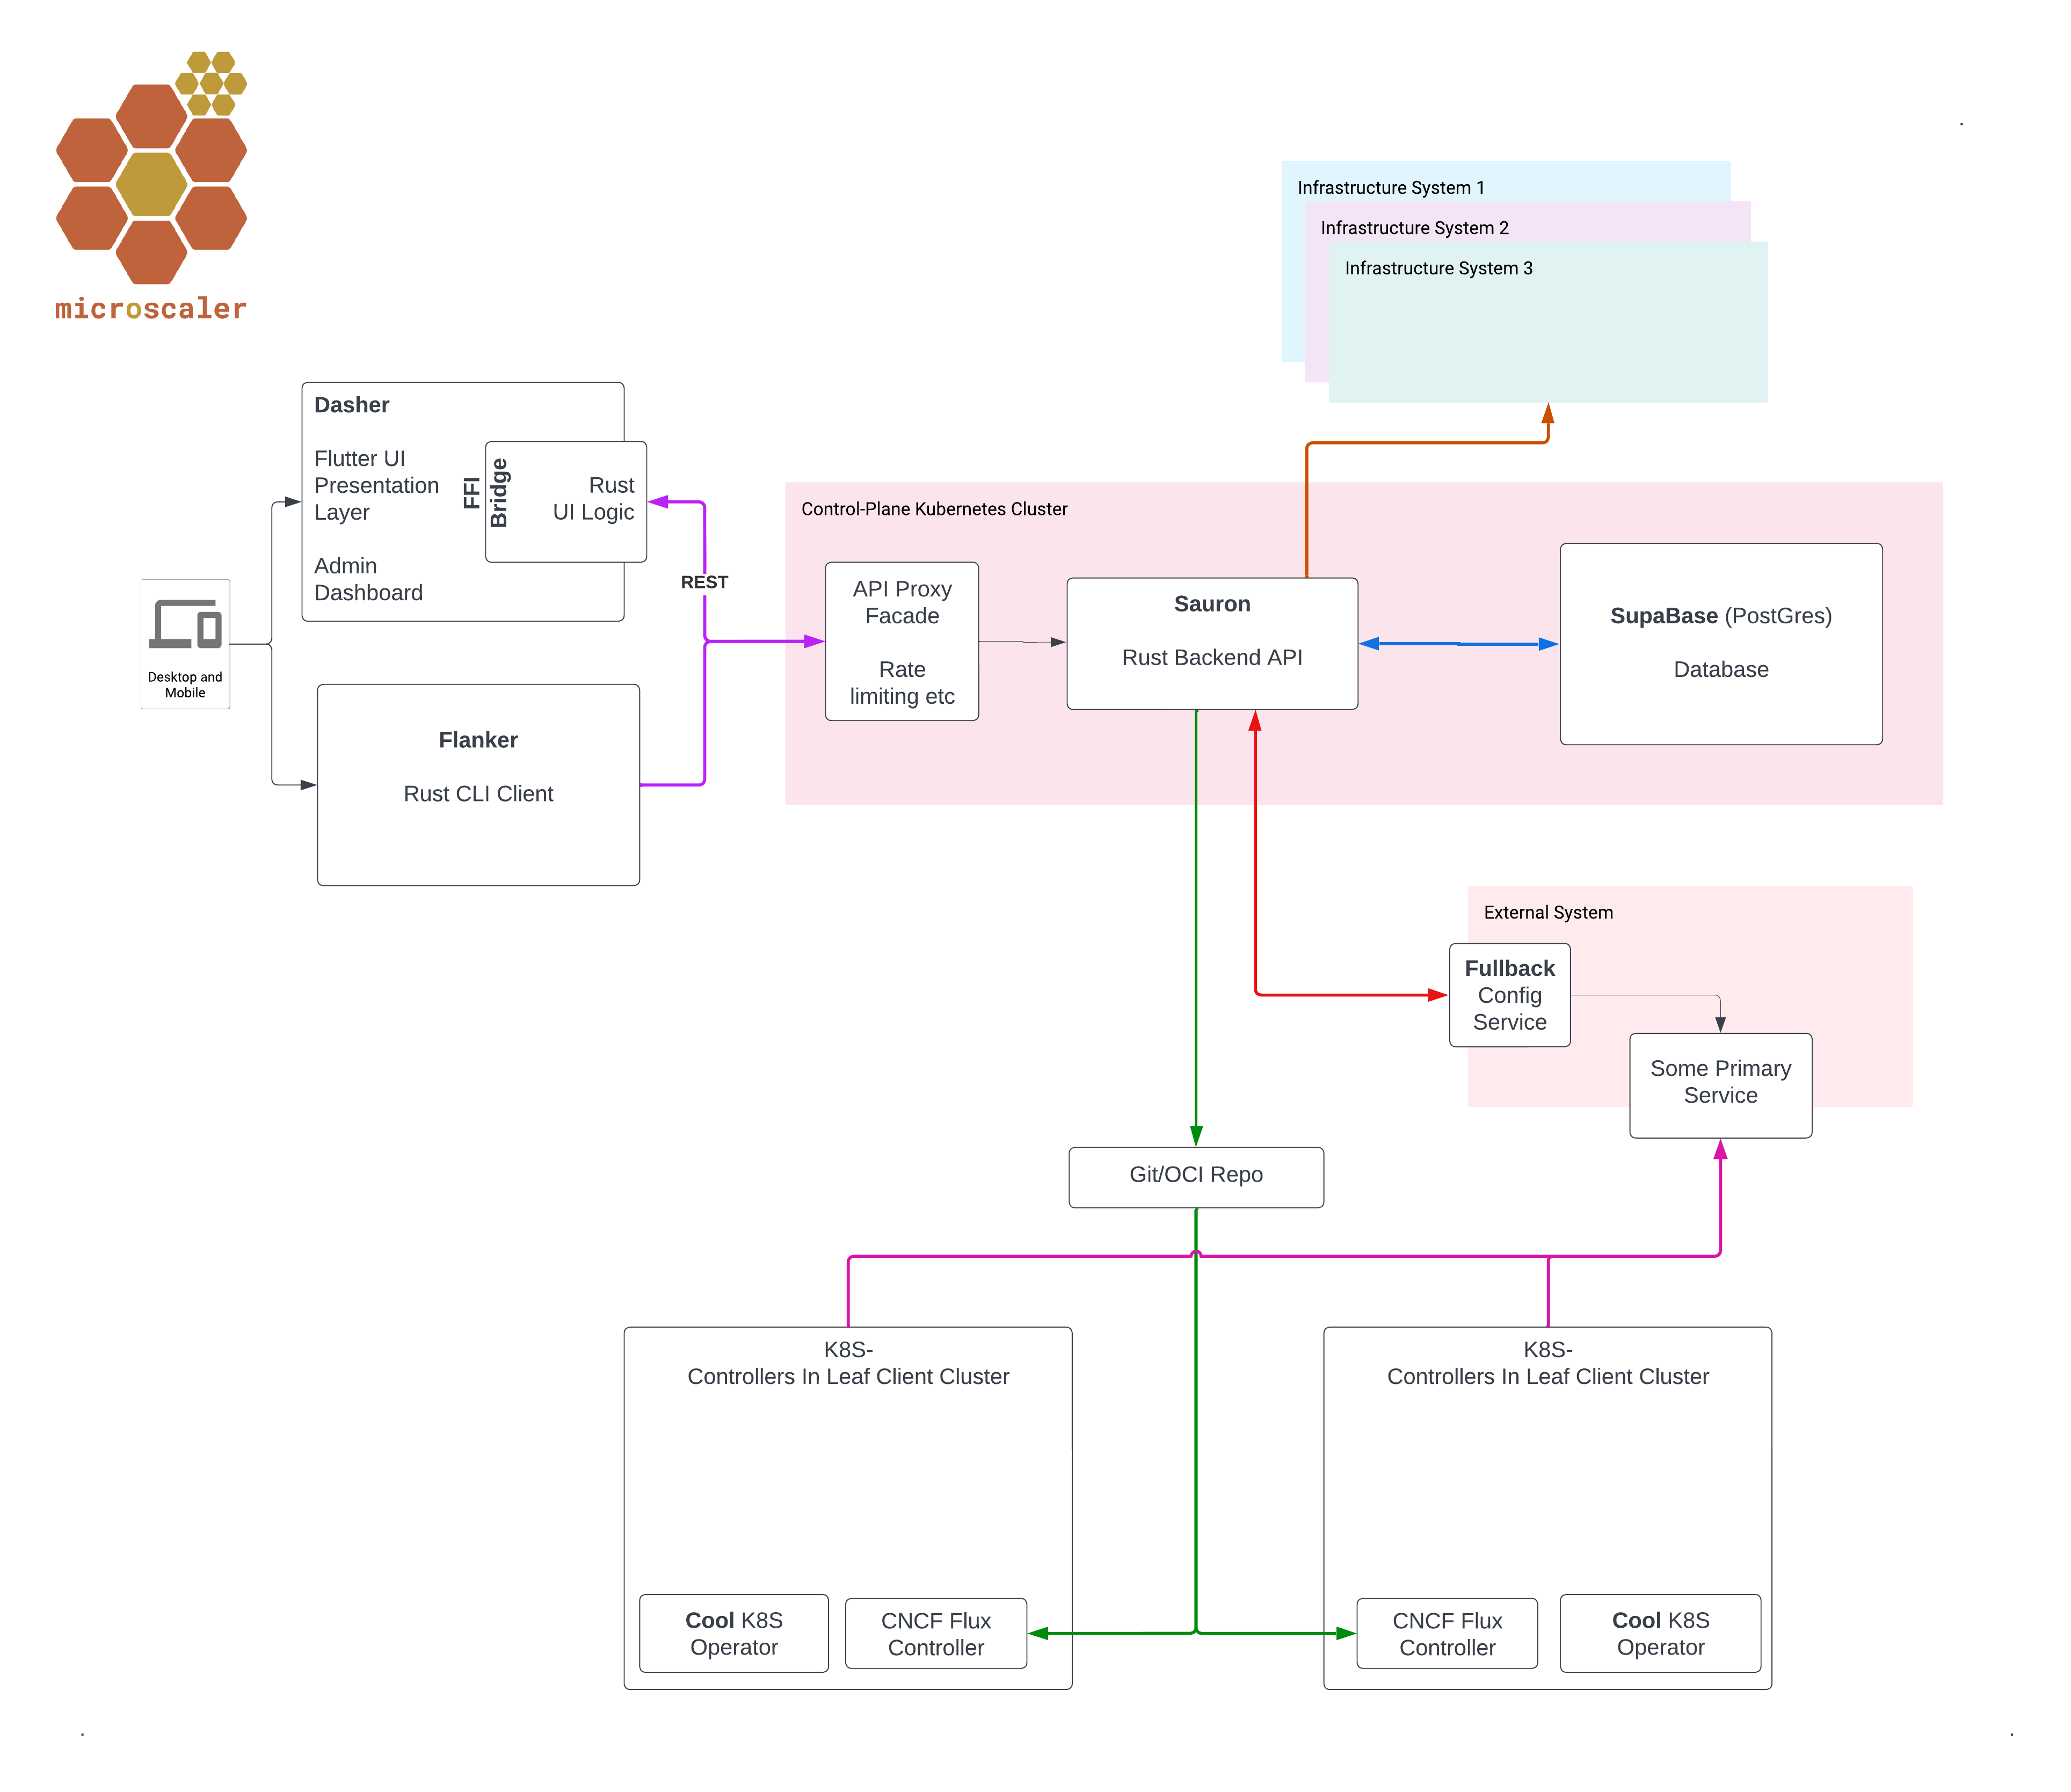 microscaler
Infrastructure System 1
Infrastructure System 2
Infrastructure System 3
Dasher
Flutter UI
Presentation
Layer
Admin
Dashboard
FFI
Bridge
Rust
UI Logic
REST
Desktop and
Mobile
Flanker
Rust CLI Client
Control-Plane Kubernetes Cluster
API Proxy
Facade
Rate
limiting etc
Sauron
Rust Backend API
SupaBase (PostGres)
Database
External System
Fullback
Config
Service
Some Primary
Service
Git/OCI Repo
K8S-
Controllers In Leaf Client Cluster
Cool K8S
Operator
CNCF Flux
Controller
K8S-
Controllers In Leaf Client Cluster
CNCF Flux
Controller
Cool K8S
Operator